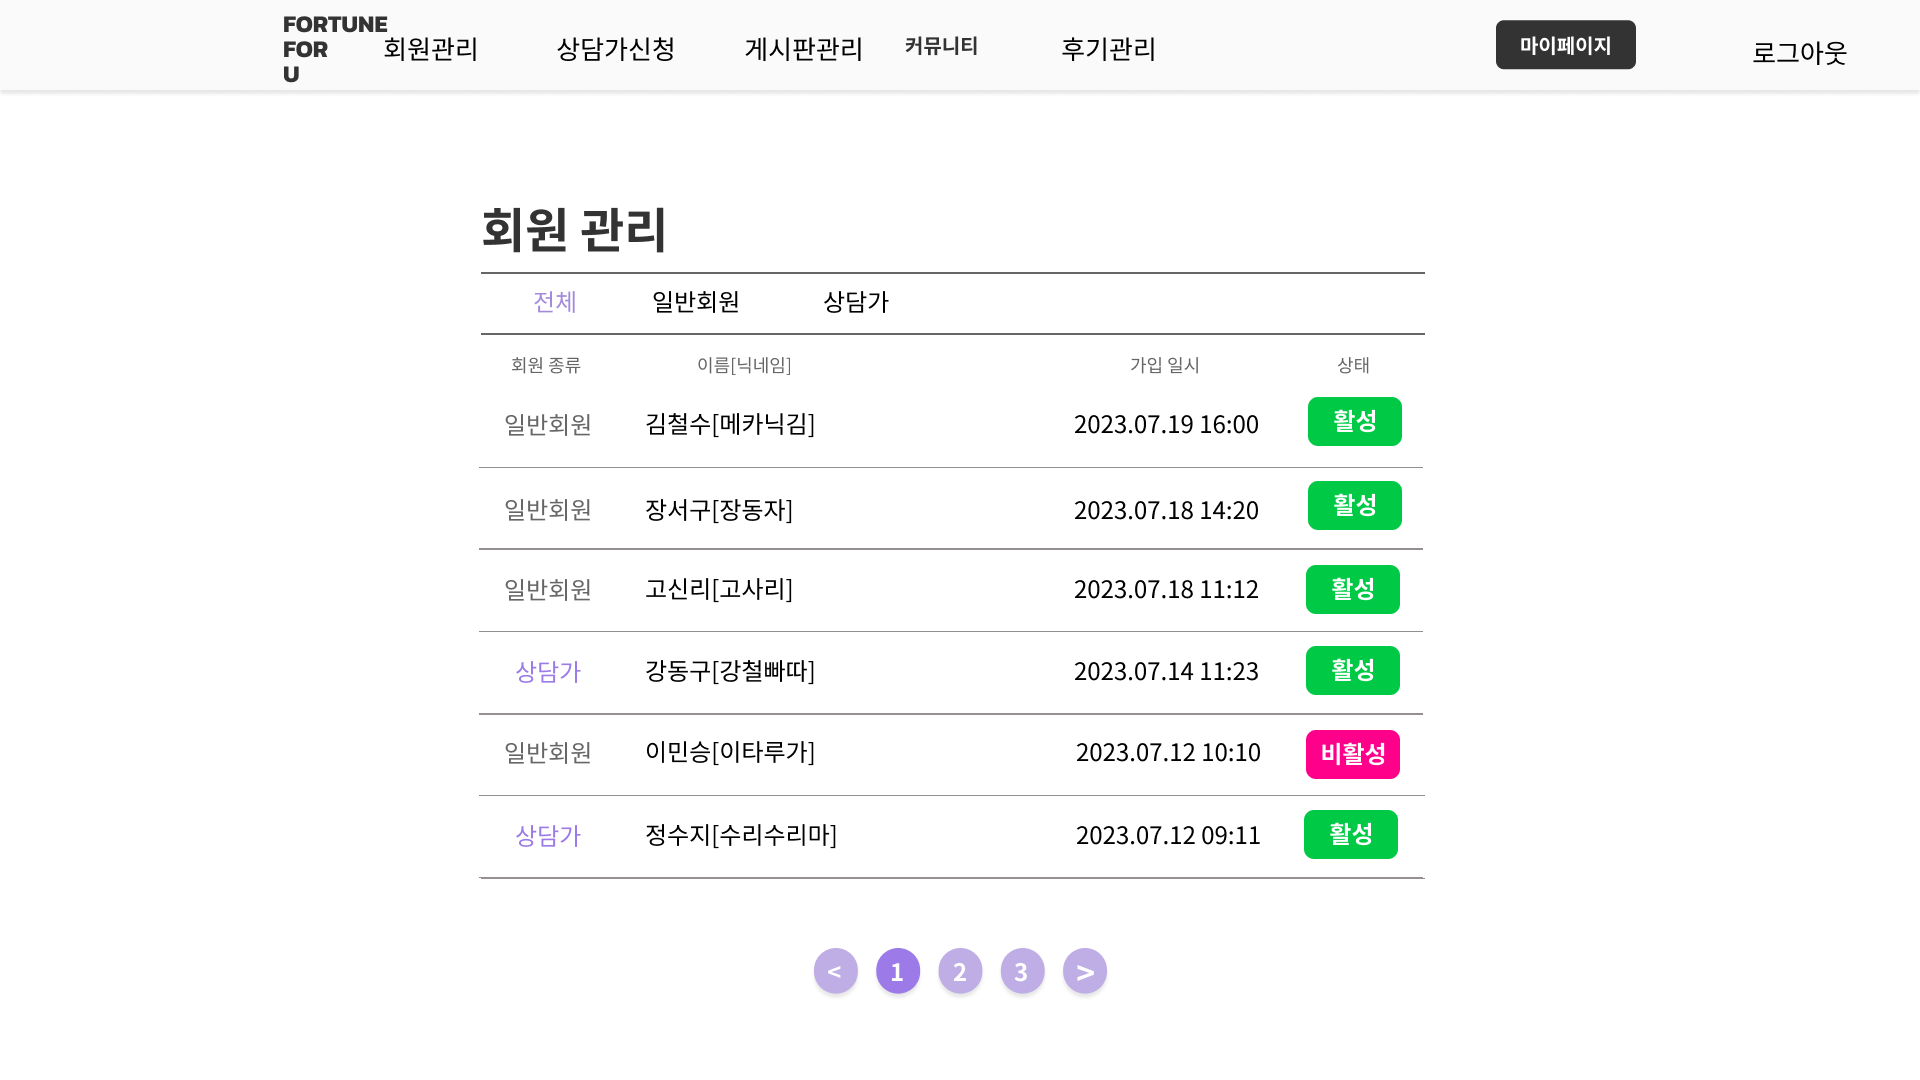 FORTUNE
FOR
U
회원관리
상담가신청
게시판관리
커뮤니티
후기관리
마이페이지
로그아웃
회원 관리
전체 일반회원 상담가
회원 종류 이름[닉네임] 가입 일시 상태
일반회원 김철수[메카닉김] 2023.07.19 16:00 활성
일반회원 장서구[장동자] 2023.07.18 14:20 활성
일반회원 고신리[고사리] 2023.07.18 11:12 활성
상담가 강동구[강철빠따] 2023.07.14 11:23 활성
일반회원 이민승[이타루가] 2023.07.12 10:10 비활성
상담가 정수지[수리수리마] 2023.07.12 09:11 활성
< 1 2 3 >